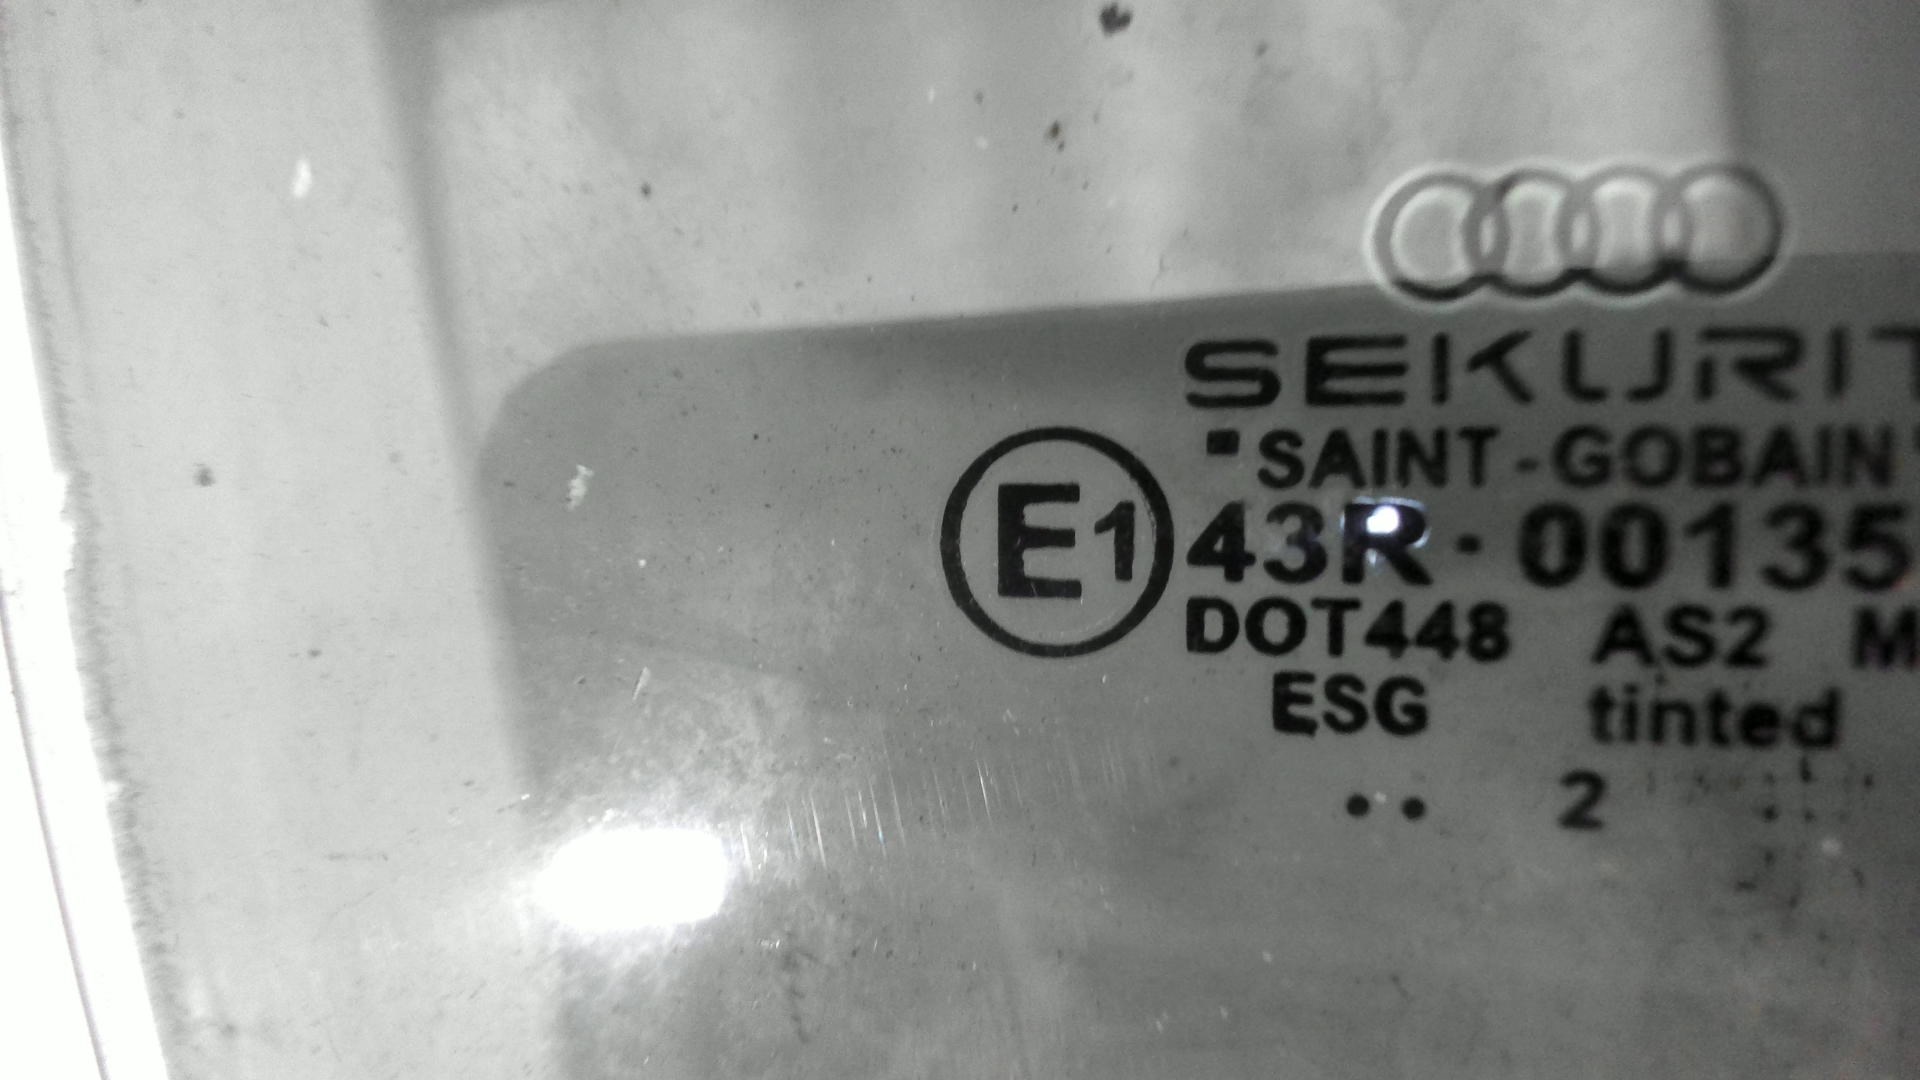 SEKURIT
"SAINT-GOBAIN"
E1 43R·00135
DOT448 AS2 M
ESG tinted
.. 2